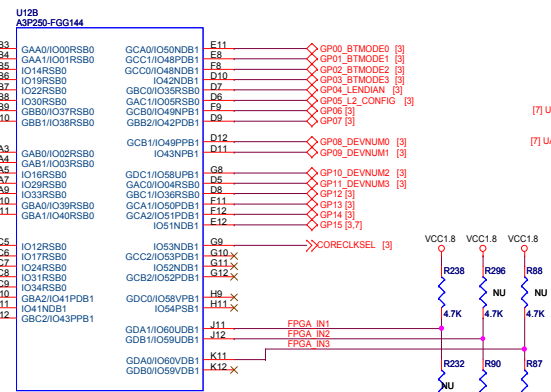 U12B
A3P250-FGG144
GAA0/IO00RSB0 GCA0/IO50NDB1 E11 GP00_BTMODE0 [3]
GAA1/IO01RSB0 GCC1/IO48PDB1 E8 GP01_BTMODE1 [3]
IO14RSB0 GCC0/IO48NDB1 F8 GP02_BTMODE2 [3]
IO19RSB0 IO42NDB1 D10 GP03_BTMODE3 [3]
IO22RSB0 GBC0/IO35RSB0 D7 GP04_LENDIAN [3]
IO30RSB0 GAC1/IO05RSB0 D6 GP05_L2_CONFIG [3]
GBB0/IO37RSB0 GCB0/IO49NPB1 F9 GP06 [3]
GBB1/IO38RSB0 GBB2/IO42PDB1 D9 GP07 [3]
[7]
GCB1/IO49PPB1 D12 GP08_DEVNUM0 [3]
[7]
GAB0/IO02RSB0 IO43NPB1 D11 GP09_DEVNUM1 [3]
GAB1/IO03RSB0
IO16RSB0 GDC1/IO58UPB1 G8 GP10_DEVNUM2 [3]
IO29RSB0 GAC0/IO04RSB0 D5 GP11_DEVNUM3 [3]
IO33RSB0 GBC1/IO36RSB0 D8 GP12 [3]
GBA0/IO39RSB0 GCA1/IO50PDB1 F11 GP13 [3]
GBA1/IO40RSB0 GCA2/IO51PDB1 F12 GP14 [3]
IO51NDB1 E12 GP15 [3,7]
IO12RSB0 IO53NDB1 G9 CORECLKSEL [3]
IO17RSB0 GCC2/IO53PDB1 G10
IO24RSB0 IO52NDB1 G11
IO31RSB0 GCB2/IO52PDB1 G12
IO34RSB0
GBA2/IO41PDB1 GDC0/IO58VPB1 H9
IO41NDB1 IO54PSB1 H11
GBC2/IO43PPB1
VCC1.8 VCC1.8 VCC1.8
R238 R296 R88
NU NU
4.7K 4.7K 4.7K
GDA1/IO60UDB1 J11 FPGA_IN1
GDB1/IO59UDB1 J12 FPGA_IN2
FPGA_IN3
GDA0/IO60VDB1 K11
GDB0/IO59VDB1 K12
R232 R90 R87
NU